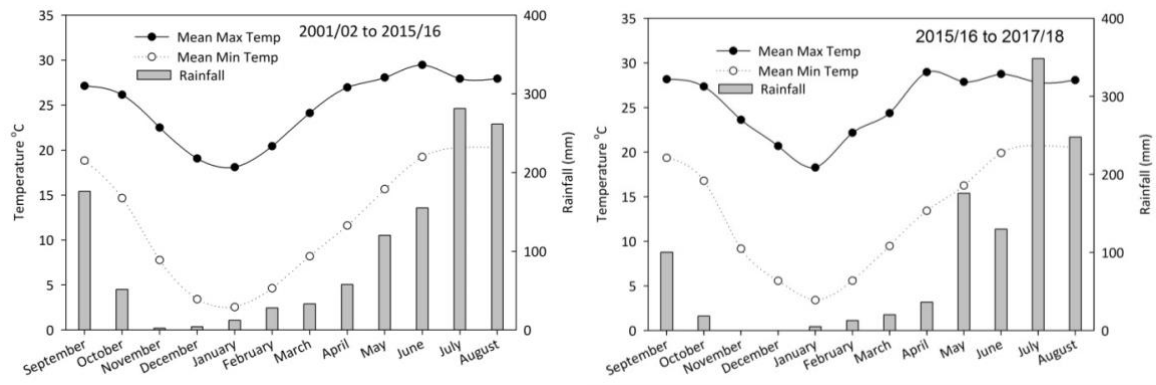 2001/02 to 2015/16
Mean Max Temp
Mean Min Temp
Rainfall
Temperature °C
35
30
25
20
15
10
5
0
400
300
200
100
0
Rainfall (mm)
September
October
November
December
January
February
March
April
May
June
July
August
2015/16 to 2017/18
Mean Max Temp
Mean Min Temp
Rainfall
Temperature °C
35
30
25
20
15
10
5
0
400
300
200
100
0
Rainfall (mm)
September
October
November
December
January
February
March
April
May
June
July
August